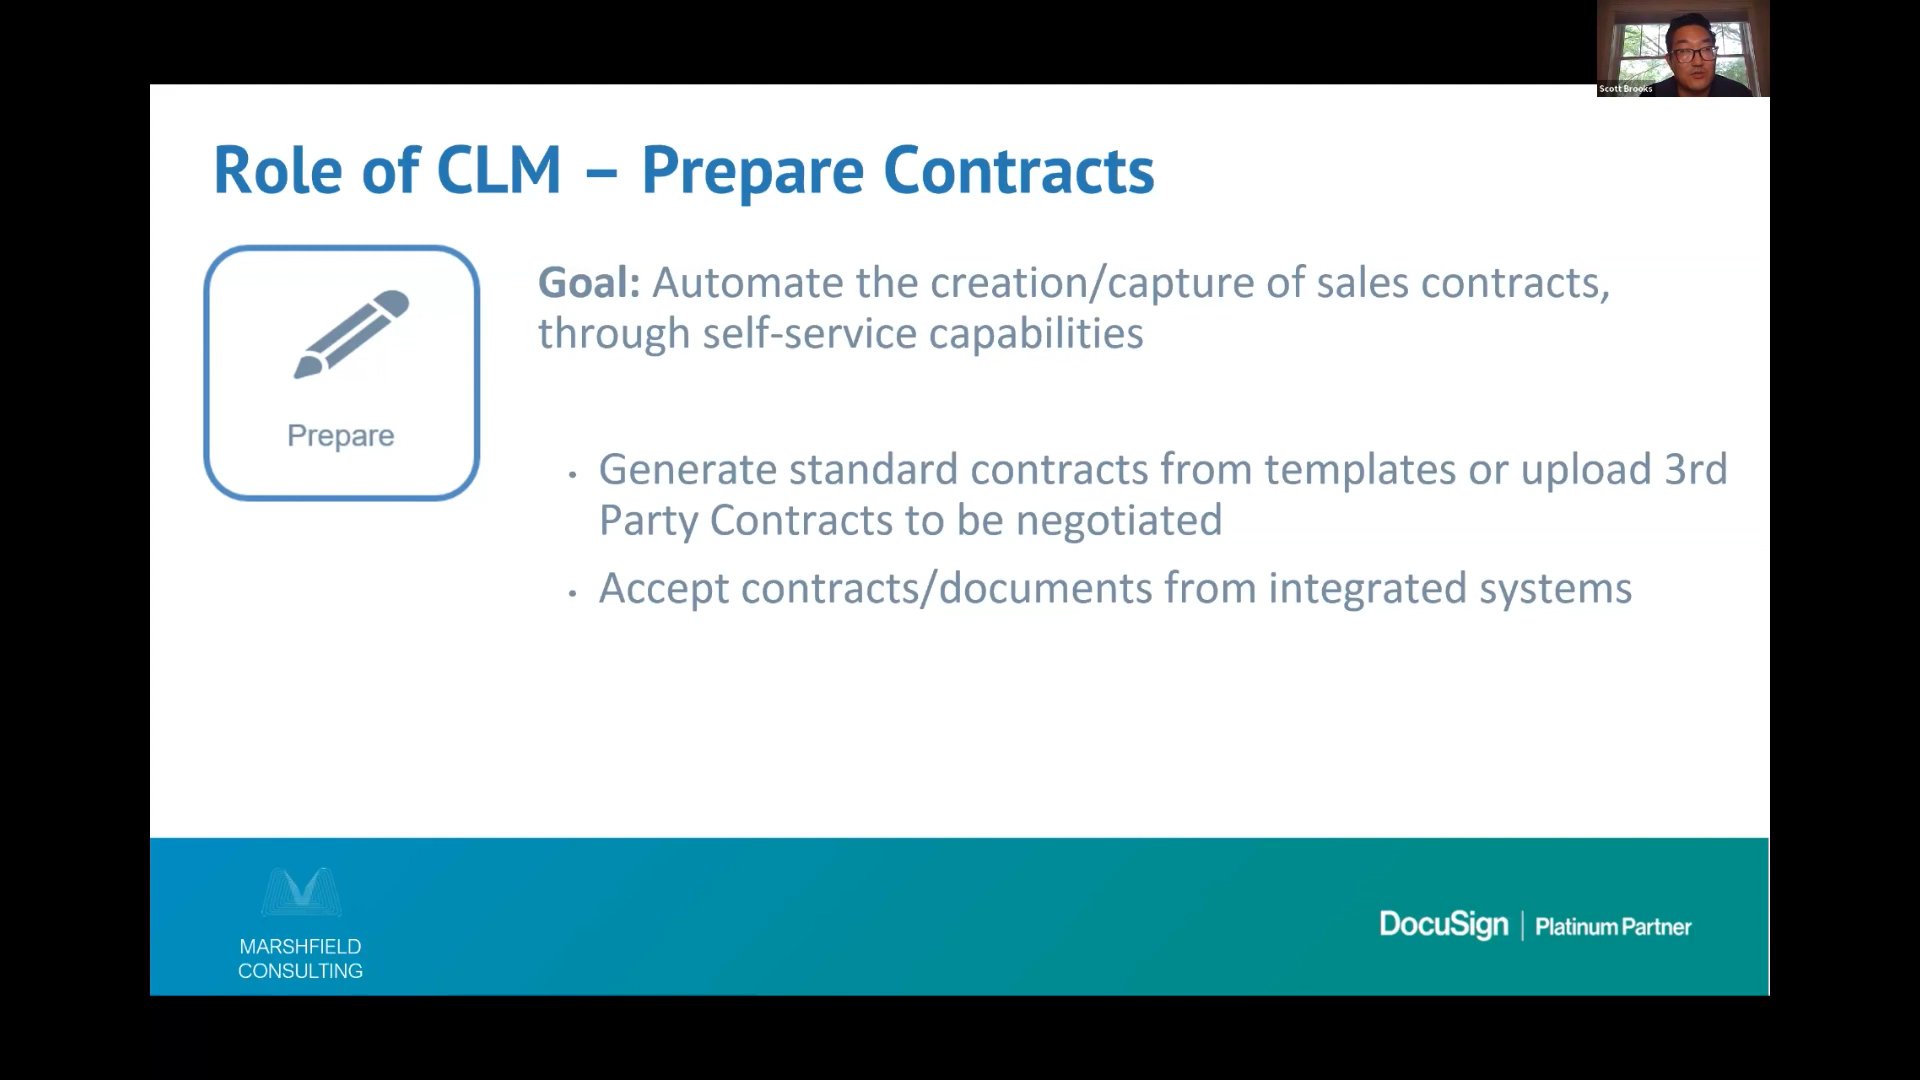 Scott Brooks
Role of CLM – Prepare Contracts
Prepare
Goal: Automate the creation/capture of sales contracts,
through self-service capabilities
• Generate standard contracts from templates or upload 3rd
Party Contracts to be negotiated
• Accept contracts/documents from integrated systems
MARSHFIELD
CONSULTING
DocuSign | Platinum Partner